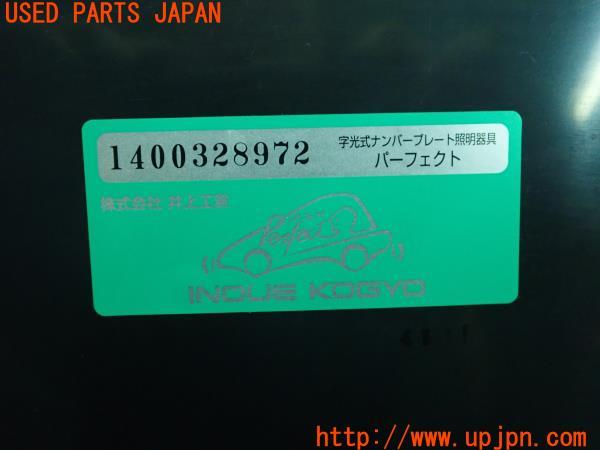 USED PARTS JAPAN
1400328972
字光式ナンバープレート照明器具
パーフェクト
株式会社 井上工業
Perfect
INOUE KOGYO
http://www.upjpn.com/